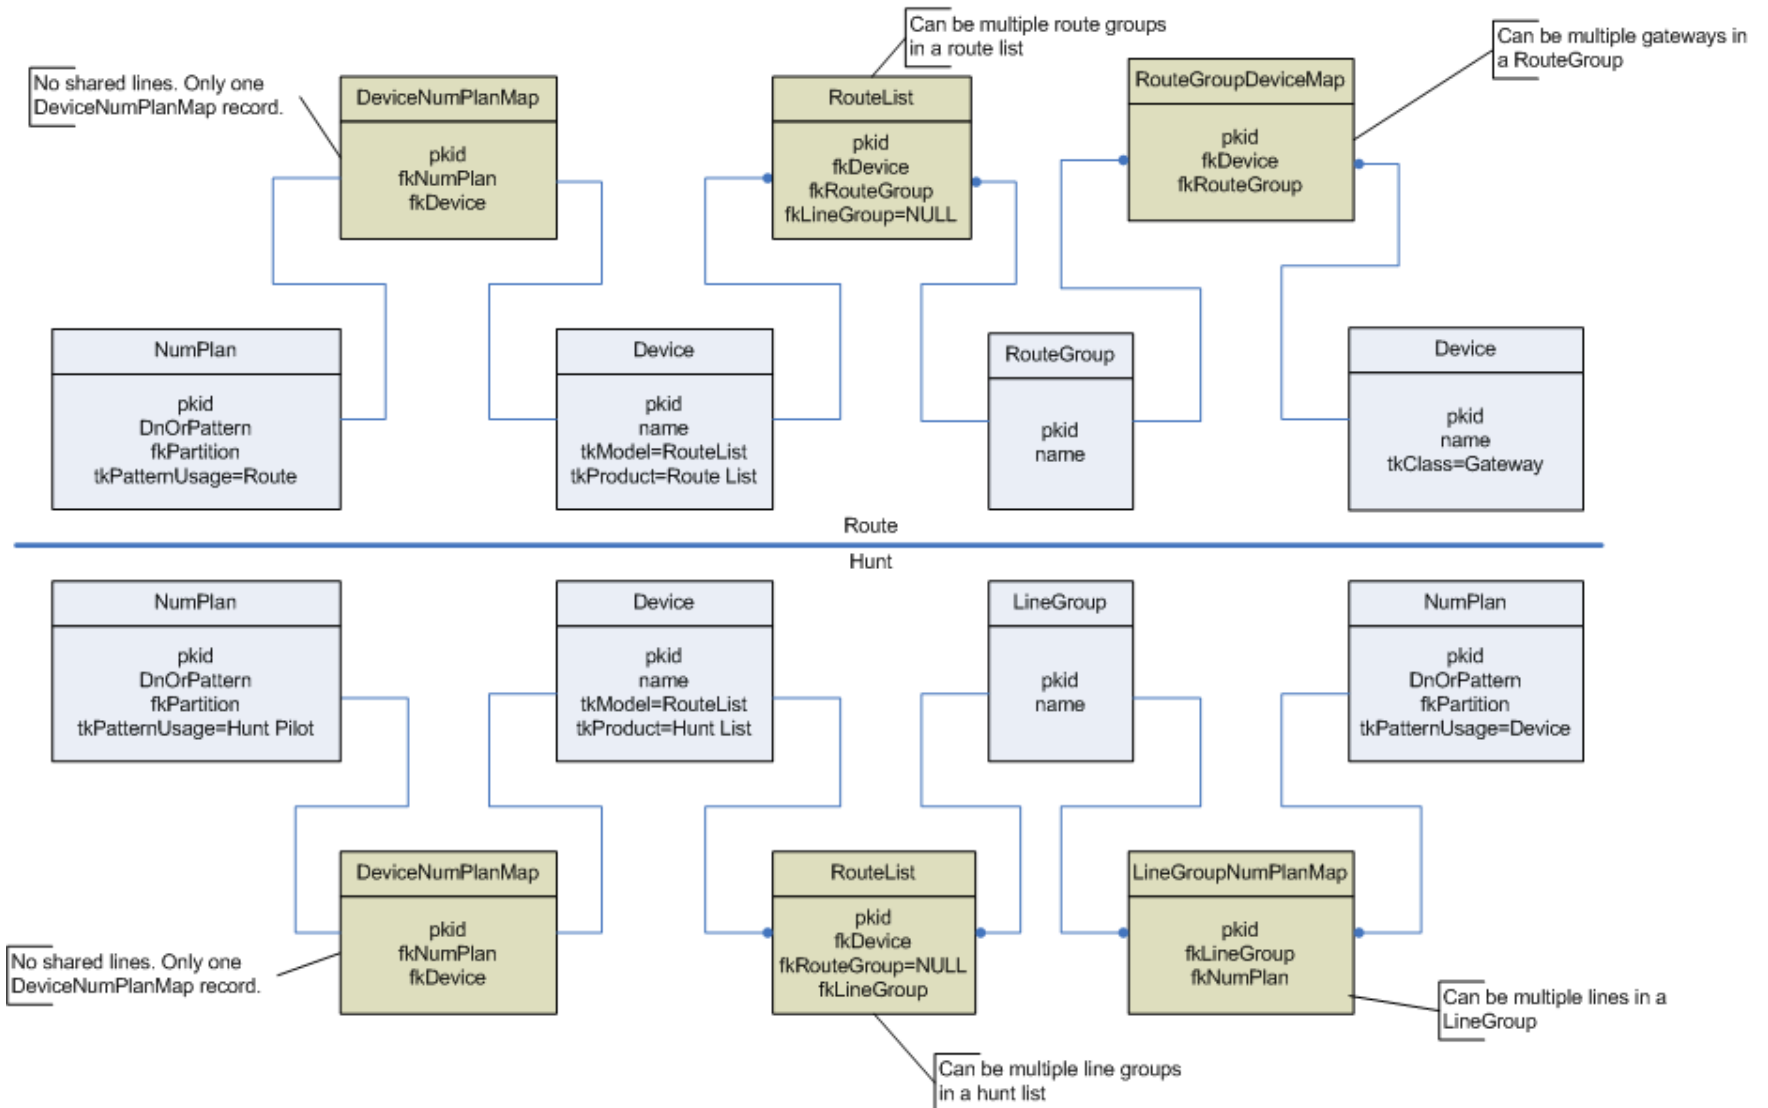 Can be multiple route groups
in a route list
Can be multiple gateways in
a RouteGroup
No shared lines. Only one
DeviceNumPlanMap record.
DeviceNumPlanMap
pkid
fkNumPlan
fkDevice
RouteList
pkid
fkDevice
fkRouteGroup
fkLineGroup=NULL
RouteGroupDeviceMap
pkid
fkDevice
fkRouteGroup
NumPlan
pkid
DnOrPattern
fkPartition
tkPatternUsage=Route
Device
pkid
name
tkModel=RouteList
tkProduct=Route List
RouteGroup
pkid
name
Device
pkid
name
tkClass=Gateway
Route
Hunt
NumPlan
pkid
DnOrPattern
fkPartition
tkPatternUsage=Hunt Pilot
Device
pkid
name
tkModel=RouteList
tkProduct=Hunt List
LineGroup
pkid
name
NumPlan
pkid
DnOrPattern
fkPartition
tkPatternUsage=Device
DeviceNumPlanMap
pkid
fkNumPlan
fkDevice
RouteList
pkid
fkDevice
fkRouteGroup=NULL
fkLineGroup
LineGroupNumPlanMap
pkid
fkLineGroup
fkNumPlan
No shared lines. Only one
DeviceNumPlanMap record.
Can be multiple lines in a
LineGroup
Can be multiple line groups
in a hunt list